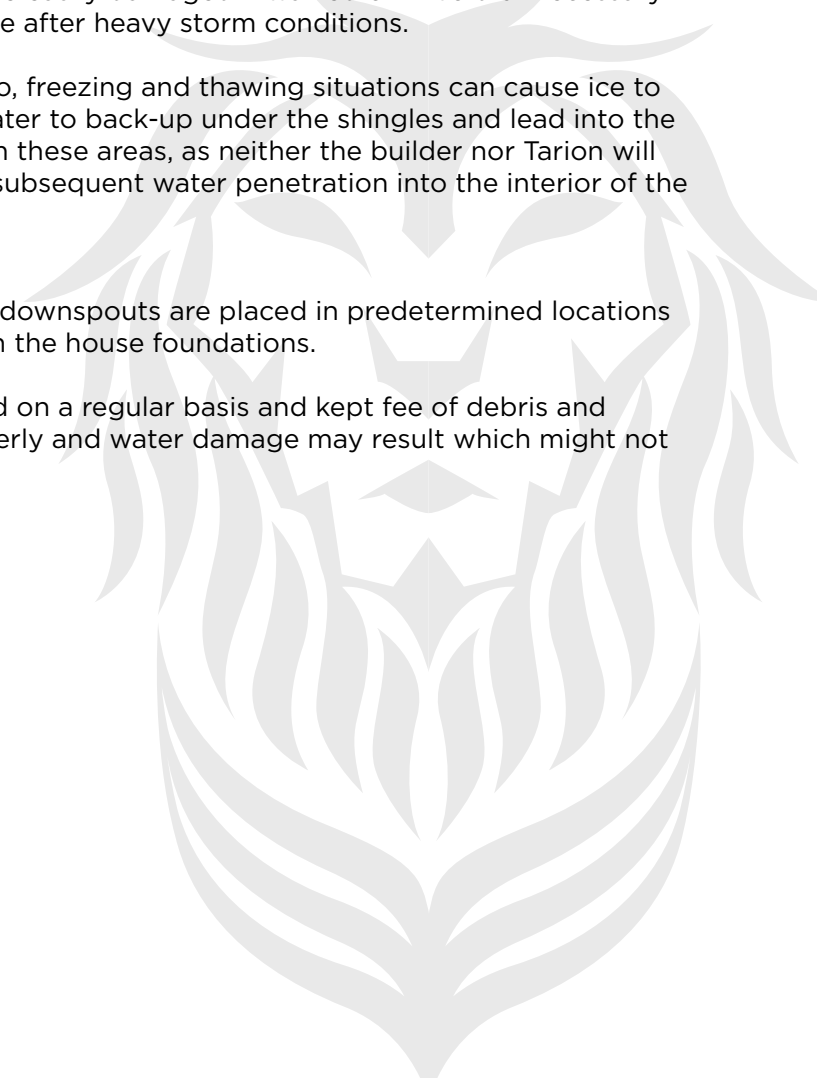 e after heavy storm conditions.
o, freezing and thawing situations can cause ice to
ater to back-up under the shingles and lead into the
n these areas, as neither the builder nor Tarion will
subsequent water penetration into the interior of the
downspouts are placed in predetermined locations
n the house foundations.
d on a regular basis and kept fee of debris and
erly and water damage may result which might not